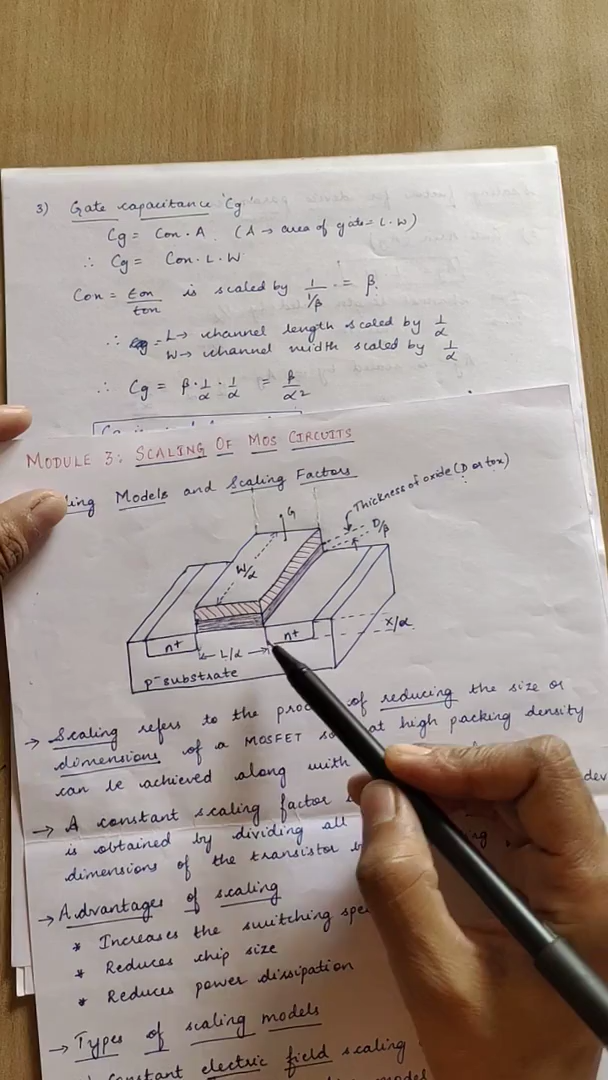 3) Gate capacitance 'Cg'
Cg = Cox . A. (A → area of gate = L . W)
∴ Cg = Cox . L . W
Cox = Eox/tox is scaled by 1/1/β = β.
∴ L → channel length scaled by 1/α
W → channel width scaled by 1/α
∴ Cg = β . 1/α . 1/α = β/α²
MODULE 3: SCALING OF MOS CIRCUITS
ling Models and Scaling Factors
Thickness of oxide (D or tox)
G
D/β
W/α
X/α
n+
n+
L/α
p-substrate
→ Scaling refers to the of reducing the size or
dimensions of a MOSFET at high packing density
can be achieved along with
→ A constant scaling factor
is obtained by dividing all
dimensions of the transistor
→ Advantages of scaling
* Increases the switching
* Reduces chip size
* Reduces power dissipation
→ Types of scaling models
Constant electric field scaling